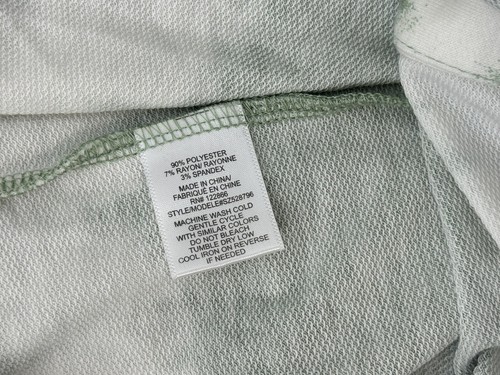 90% POLYESTER
7% RAYON/ RAYONNE
3% SPANDEX
MADE IN CHINA/
FABRIQUÉ EN CHINE
RN# 122866
STYLE/MODELE#SZ528796
MACHINE WASH COLD
GENTLE CYCLE
WITH SIMILAR COLORS
DO NOT BLEACH
TUMBLE DRY LOW
COOL IRON ON REVERSE
IF NEEDED